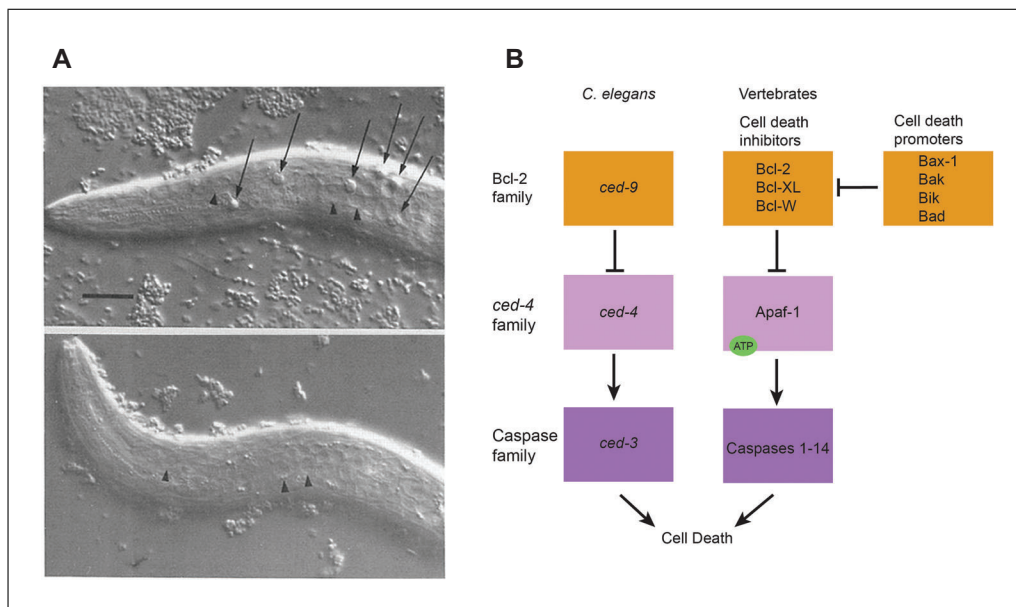 A
B
C. elegans
Vertebrates
Cell death
inhibitors
Cell death
promoters
Bcl-2
family
ced-9
Bcl-2
Bcl-XL
Bcl-W
Bax-1
Bak
Bik
Bad
ced-4
family
ced-4
Apaf-1
ATP
Caspase
family
ced-3
Caspases 1-14
Cell Death